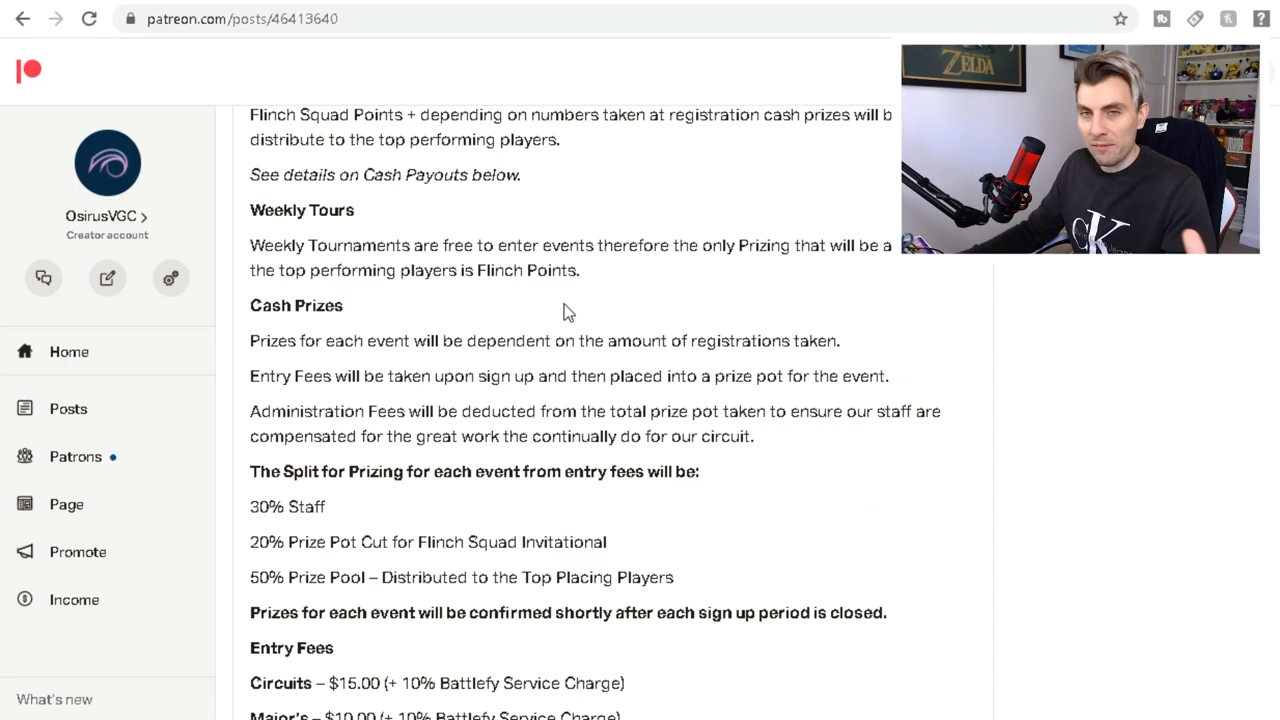 patreon.com/posts/46413640
ZELDA
Flinch Squad Points + depending on numbers taken at registration cash prizes will b
distribute to the top performing players.
See details on Cash Payouts below.
OsirusVGC
Creator account
Weekly Tours
Weekly Tournaments are free to enter events therefore the only Prizing that will be a
the top performing players is Flinch Points.
CK
Cash Prizes
Home
Prizes for each event will be dependent on the amount of registrations taken.
Entry Fees will be taken upon sign up and then placed into a prize pot for the event.
Posts
Administration Fees will be deducted from the total prize pot taken to ensure our staff are
compensated for the great work the continually do for our circuit.
Patrons
The Split for Prizing for each event from entry fees will be:
Page
30% Staff
20% Prize Pot Cut for Flinch Squad Invitational
Promote
50% Prize Pool – Distributed to the Top Placing Players
Income
Prizes for each event will be confirmed shortly after each sign up period is closed.
Entry Fees
Circuits – $15.00 (+ 10% Battlefy Service Charge)
What's new
Major's – $10.00 (+ 10% Battlefy Service Charge)